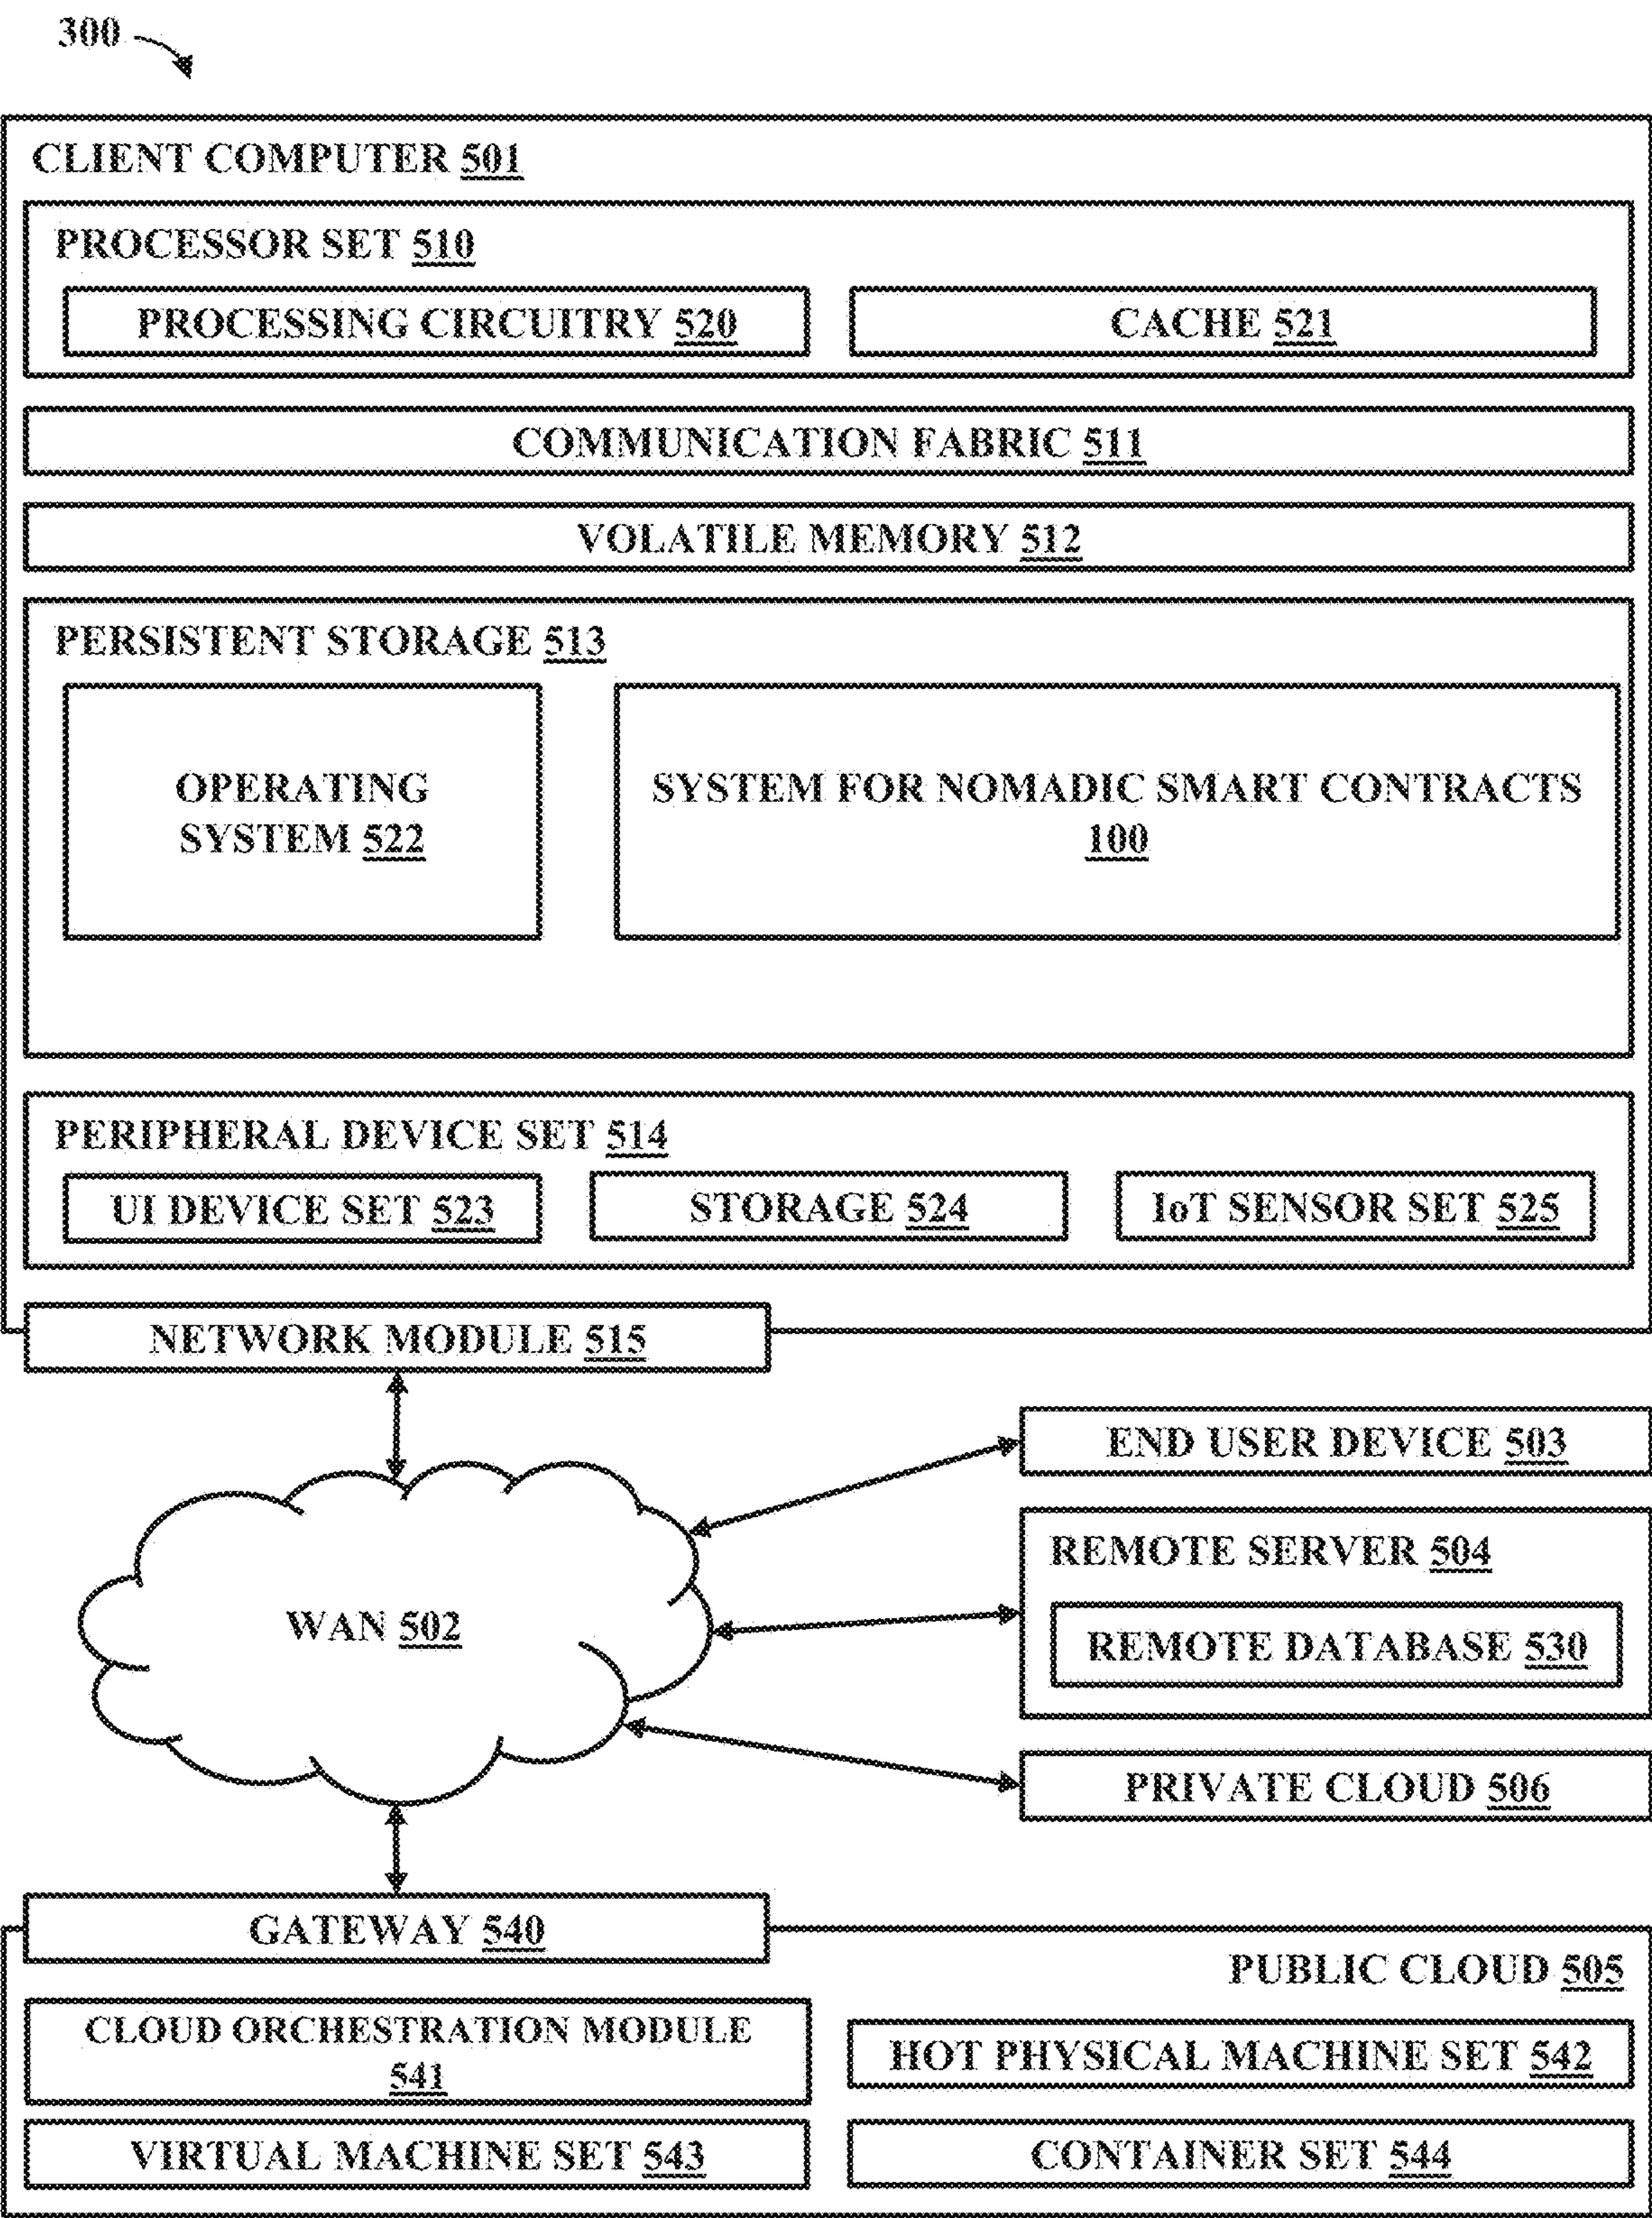 300
CLIENT COMPUTER 501
PROCESSOR SET 510
PROCESSING CIRCUITRY 520
CACHE 521
COMMUNICATION FABRIC 511
VOLATILE MEMORY 512
PERSISTENT STORAGE 513
OPERATING
SYSTEM 522
SYSTEM FOR NOMADIC SMART CONTRACTS
100
PERIPHERAL DEVICE SET 514
UI DEVICE SET 523
STORAGE 524
IoT SENSOR SET 525
NETWORK MODULE 515
END USER DEVICE 503
REMOTE SERVER 504
WAN 502
REMOTE DATABASE 530
PRIVATE CLOUD 506
GATEWAY 540
PUBLIC CLOUD 505
CLOUD ORCHESTRATION MODULE
541
HOT PHYSICAL MACHINE SET 542
VIRTUAL MACHINE SET 543
CONTAINER SET 544